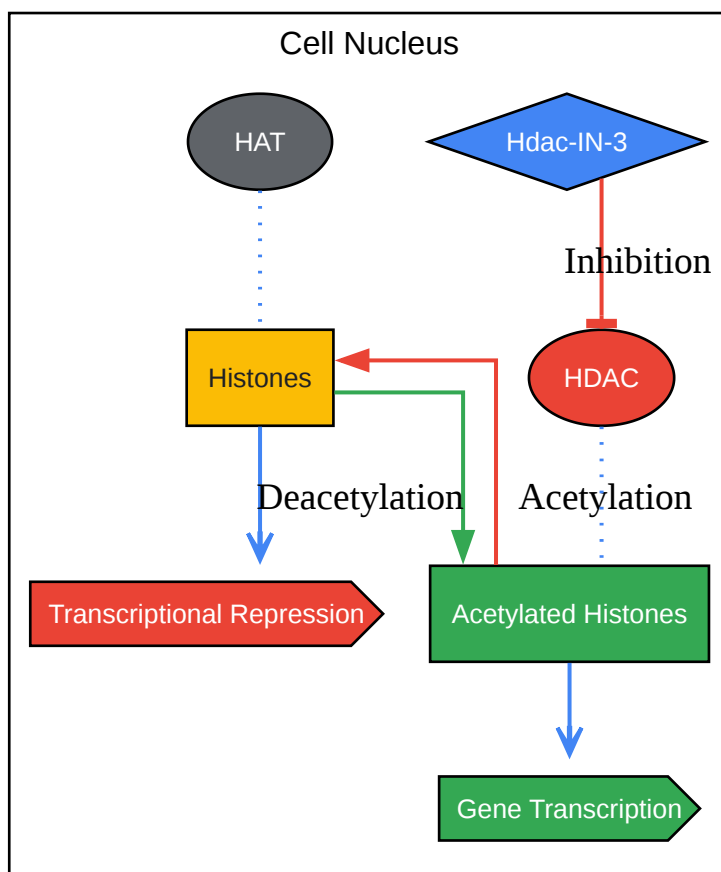 Cell Nucleus
HAT
Hdac-IN-3
Inhibition
Histones
HDAC
Deacetylation
Acetylation
Transcriptional Repression
Acetylated Histones
Gene Transcription